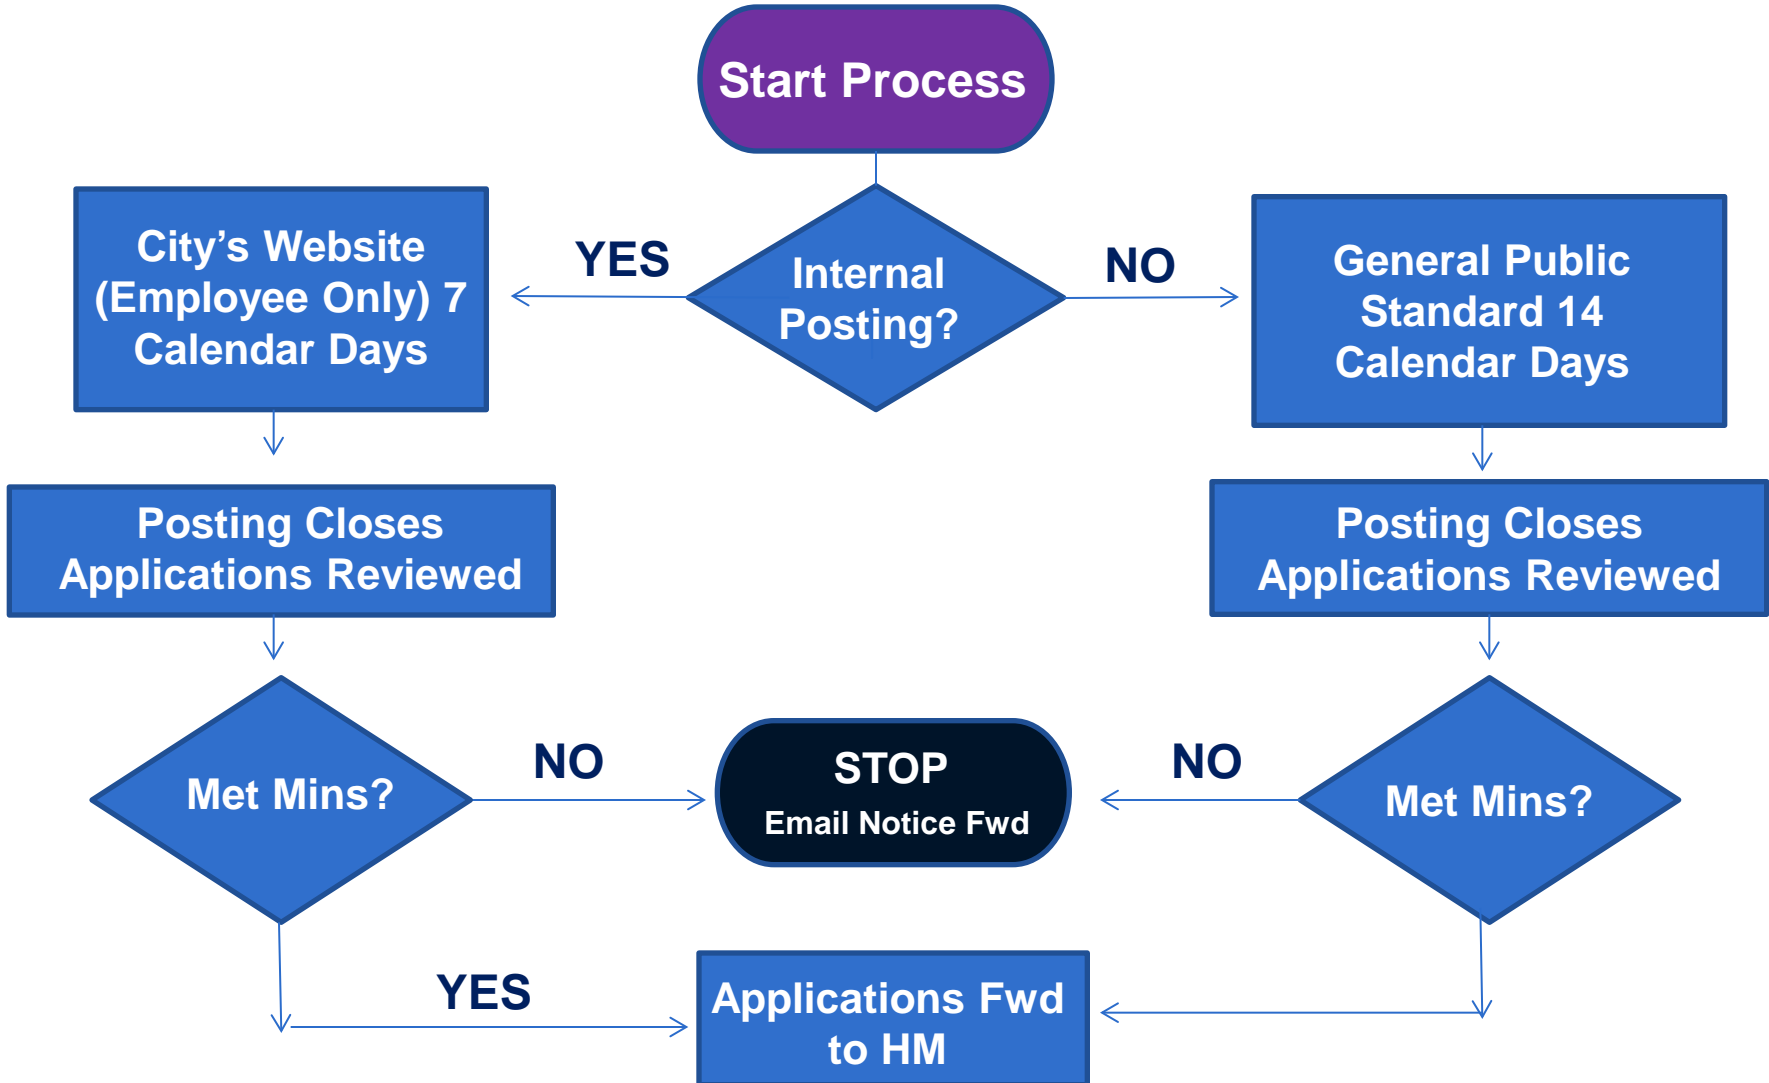 Start Process
City’s Website
(Employee Only) 7
Calendar Days
YES
Internal
Posting?
NO
General Public
Standard 14
Calendar Days
Posting Closes
Applications Reviewed
Posting Closes
Applications Reviewed
Met Mins?
NO
STOP
Email Notice Fwd
NO
Met Mins?
YES
Applications Fwd
to HM